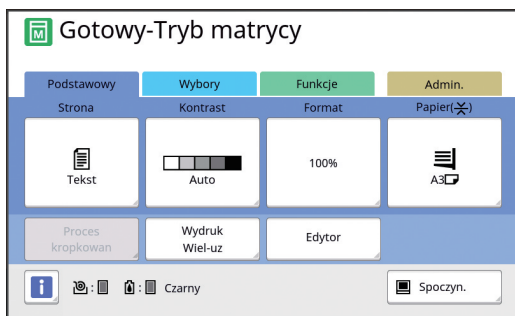 M Gotowy-Tryb matrycy
Podstawowy Wybory Funkcje Admin.
Strona Kontrast Format Papier(⚹)
Tekst Auto 100% A3
Proces
kropkowan
Wydruk
Wiel-uz
Edytor
i : : Czarny Spoczyn.